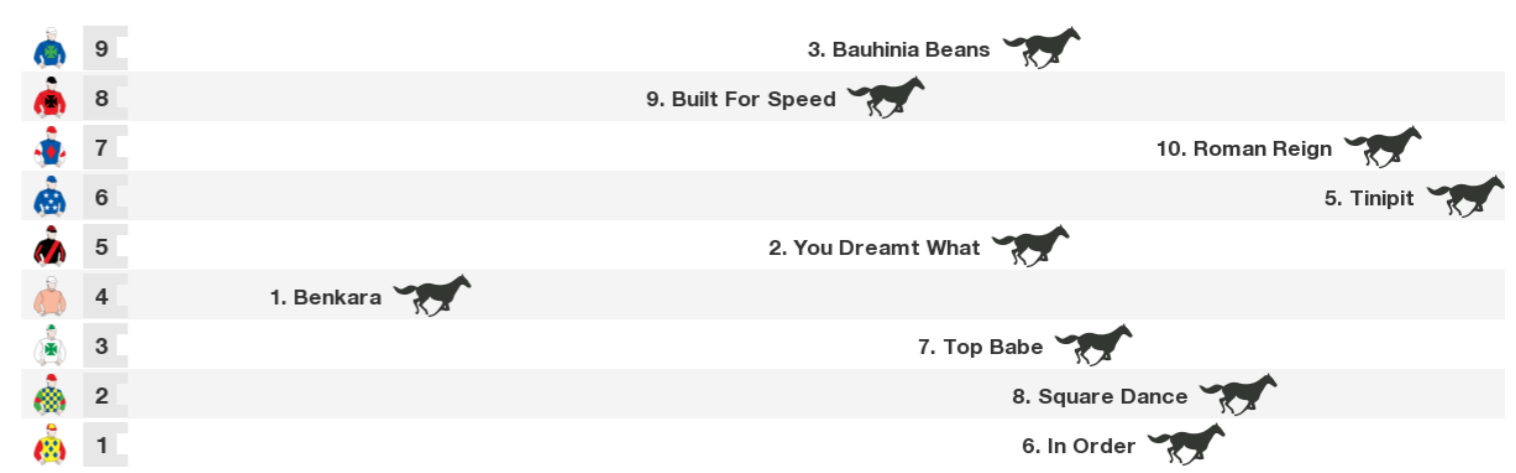 9 3. Bauhinia Beans
8 9. Built For Speed
7 10. Roman Reign
6 5. Tinipit
5 2. You Dreamt What
4 1. Benkara
3 7. Top Babe
2 8. Square Dance
1 6. In Order